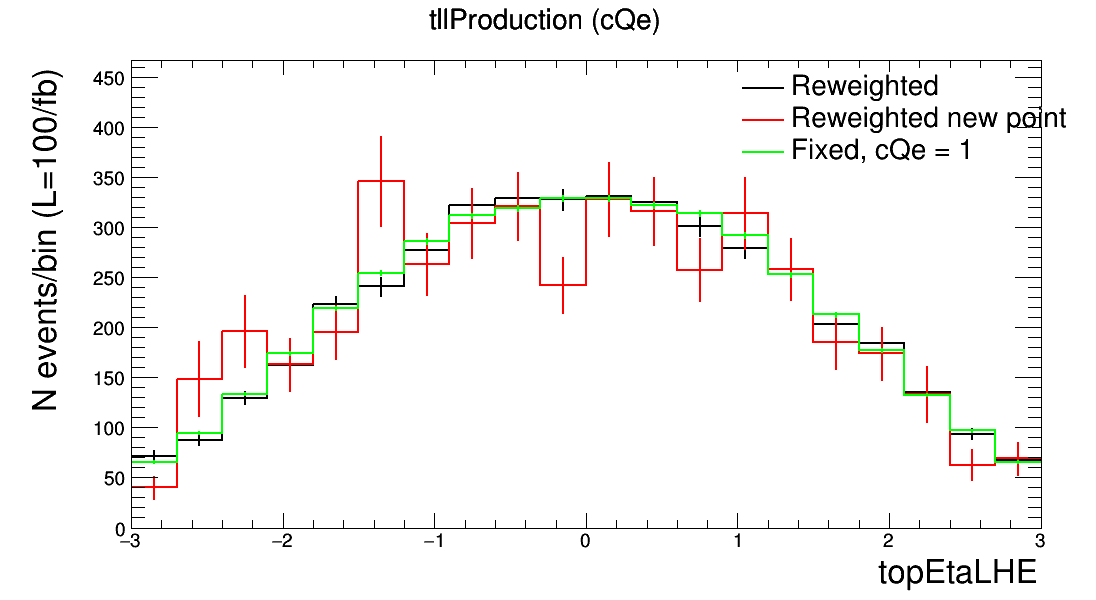 tllProduction (cQe)
N events/bin (L=100/fb)
450
400
350
300
250
200
150
100
50
0
Reweighted
Reweighted new point
Fixed, cQe = 1
−3
−2
−1
0
1
2
3
topEtaLHE